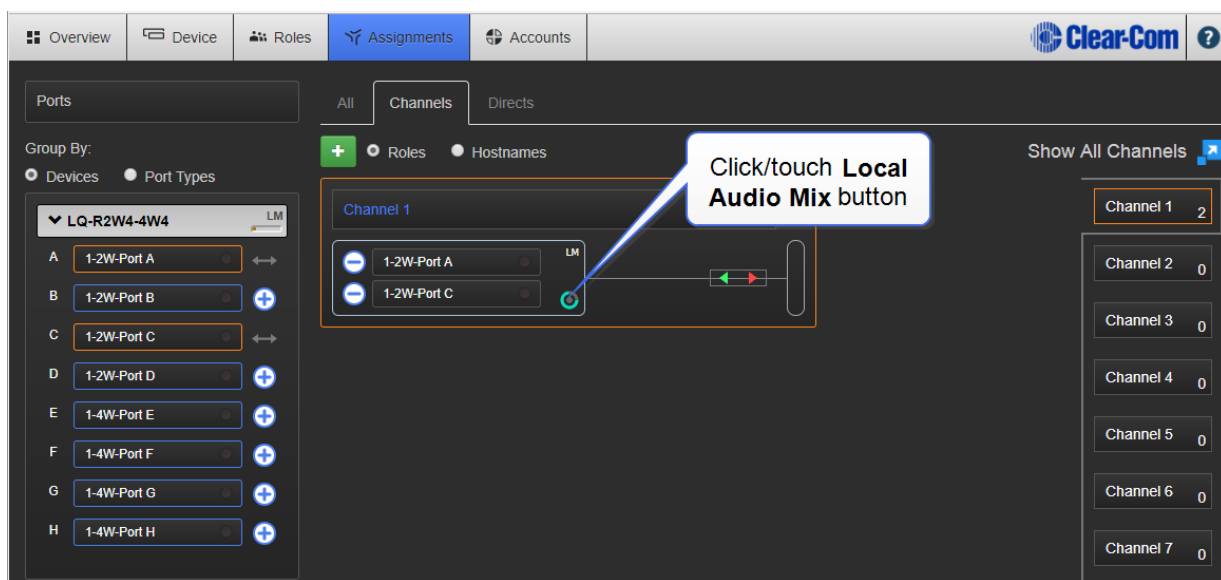 Overview
Device
Roles
Assignments
Accounts
Clear-Com
?
Ports
All
Channels
Directs
Group By:
Devices
Port Types
+
Roles
Hostnames
Click/touch Local
Audio Mix button
Show All Channels
LQ-R2W4-4W4
LM
A
1-2W-Port A
B
1-2W-Port B
C
1-2W-Port C
D
1-2W-Port D
E
1-4W-Port E
F
1-4W-Port F
G
1-4W-Port G
H
1-4W-Port H
Channel 1
1-2W-Port A
LM
1-2W-Port C
Channel 1 2
Channel 2 0
Channel 3 0
Channel 4 0
Channel 5 0
Channel 6 0
Channel 7 0